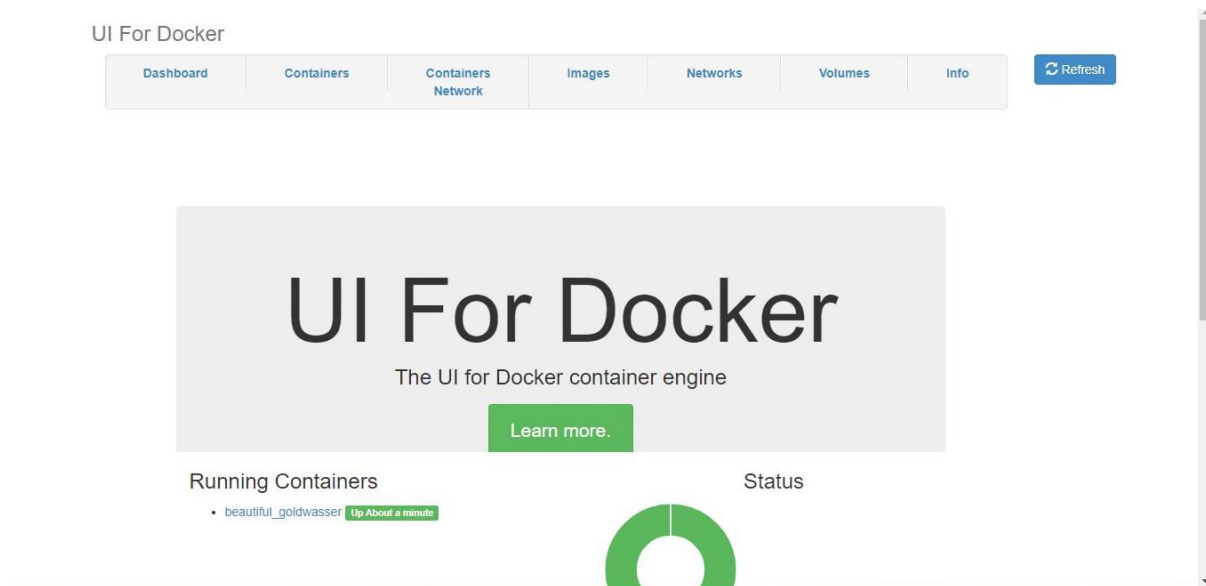 UI For Docker
Dashboard Containers Containers Images Networks Volumes Info Refresh
Network
UI For Docker
The UI for Docker container engine
Learn more.
Running Containers Status
beautiful_goldwasser Up About a minute